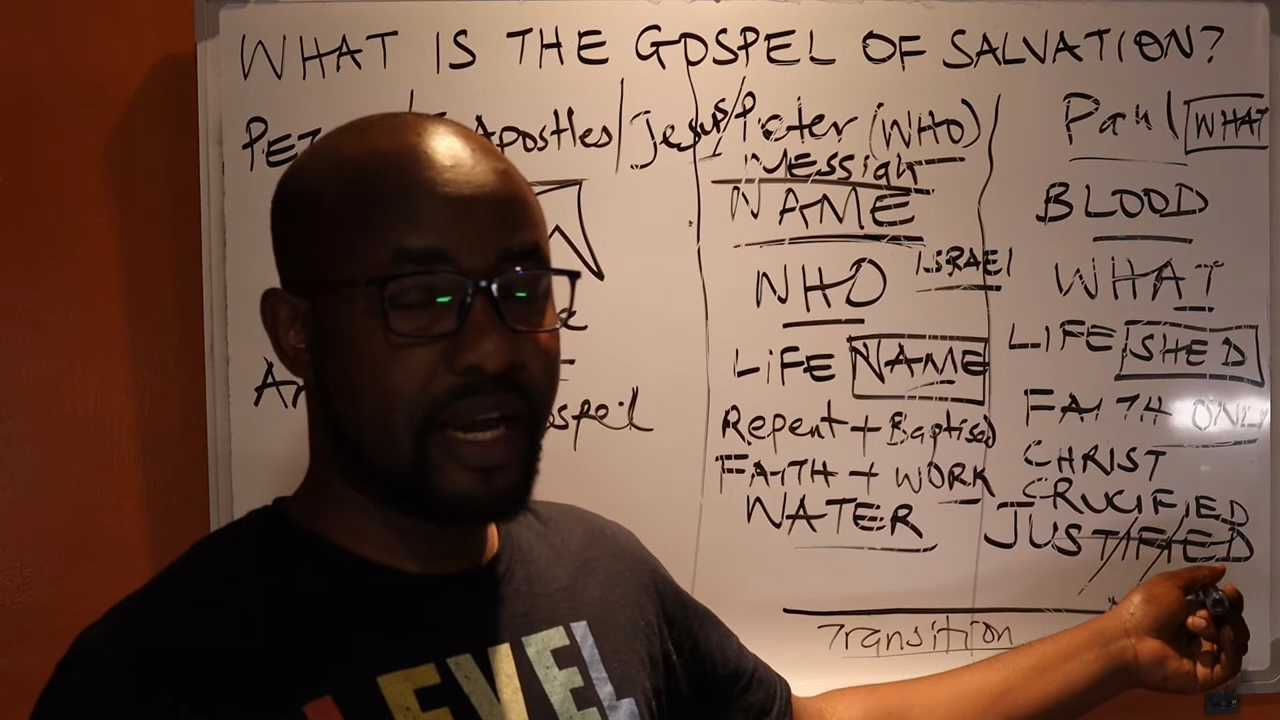 WHAT IS THE GOSPEL OF SALVATION?
Apostles/Jesus/Peter (WHO)
Messiah
NAME
WHO ISRAEL
LIFE NAME
Repent + Baptised
FAITH + WORK
WATER
Paul WHAT
BLOOD
WHAT
LIFE SHED
FAITH ONLY
CHRIST
CRUCIFIED
JUSTIFIED
Transition
LEVEL